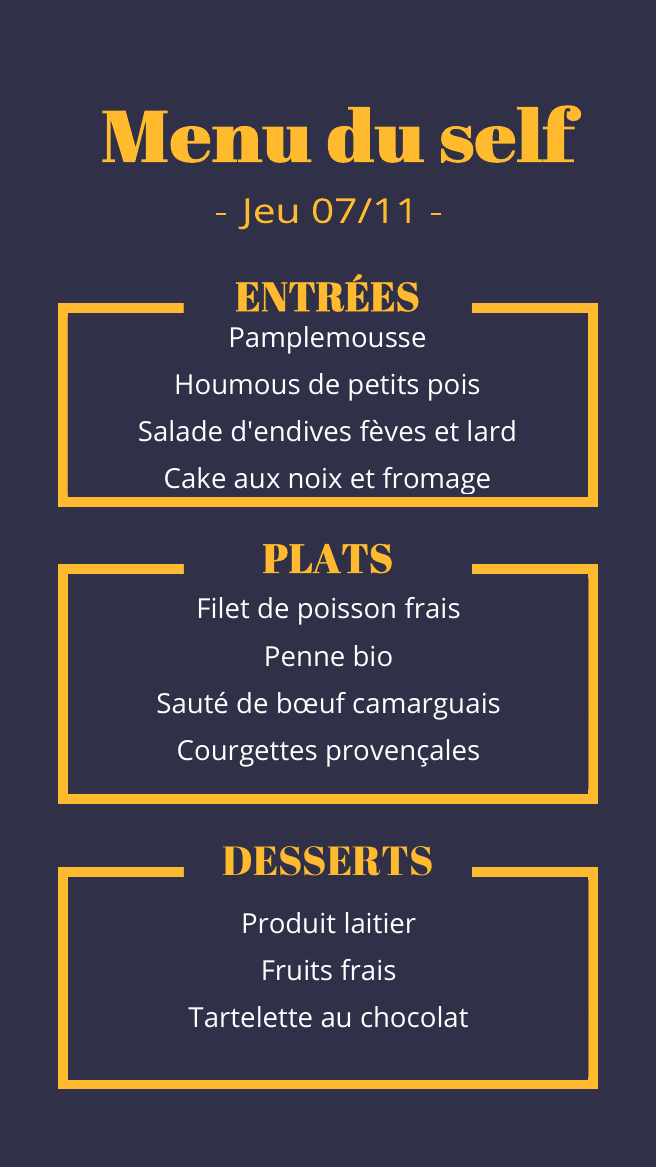 Menu du self
- Jeu 07/11 -
ENTRÉES
Pamplemousse
Houmous de petits pois
Salade d'endives fèves et lard
Cake aux noix et fromage
PLATS
Filet de poisson frais
Penne bio
Sauté de bœuf camarguais
Courgettes provençales
DESSERTS
Produit laitier
Fruits frais
Tartelette au chocolat